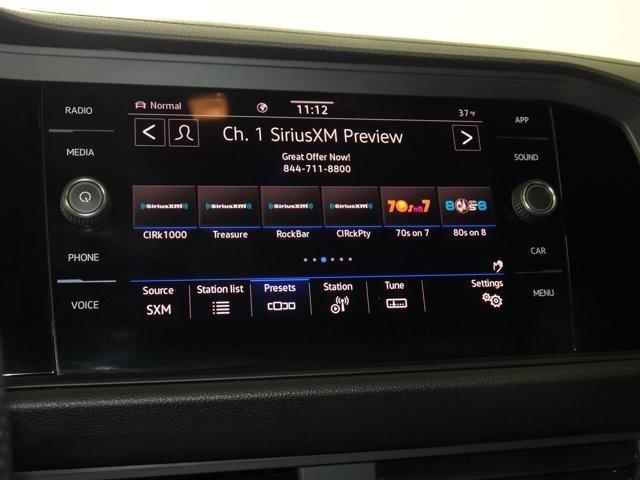 RADIO
MEDIA
PHONE
VOICE
Normal
11:12
37°F
Ch. 1 SiriusXM Preview
Great Offer Now!
844-711-8800
SiriusXM
SiriusXM
SiriusXM
SiriusXM
70s on 7
80s on 8
CIRk1000
Treasure
RockBar
CIRckPty
70s on 7
80s on 8
Source
SXM
Station list
Presets
Station
Tune
Settings
APP
SOUND
CAR
MENU